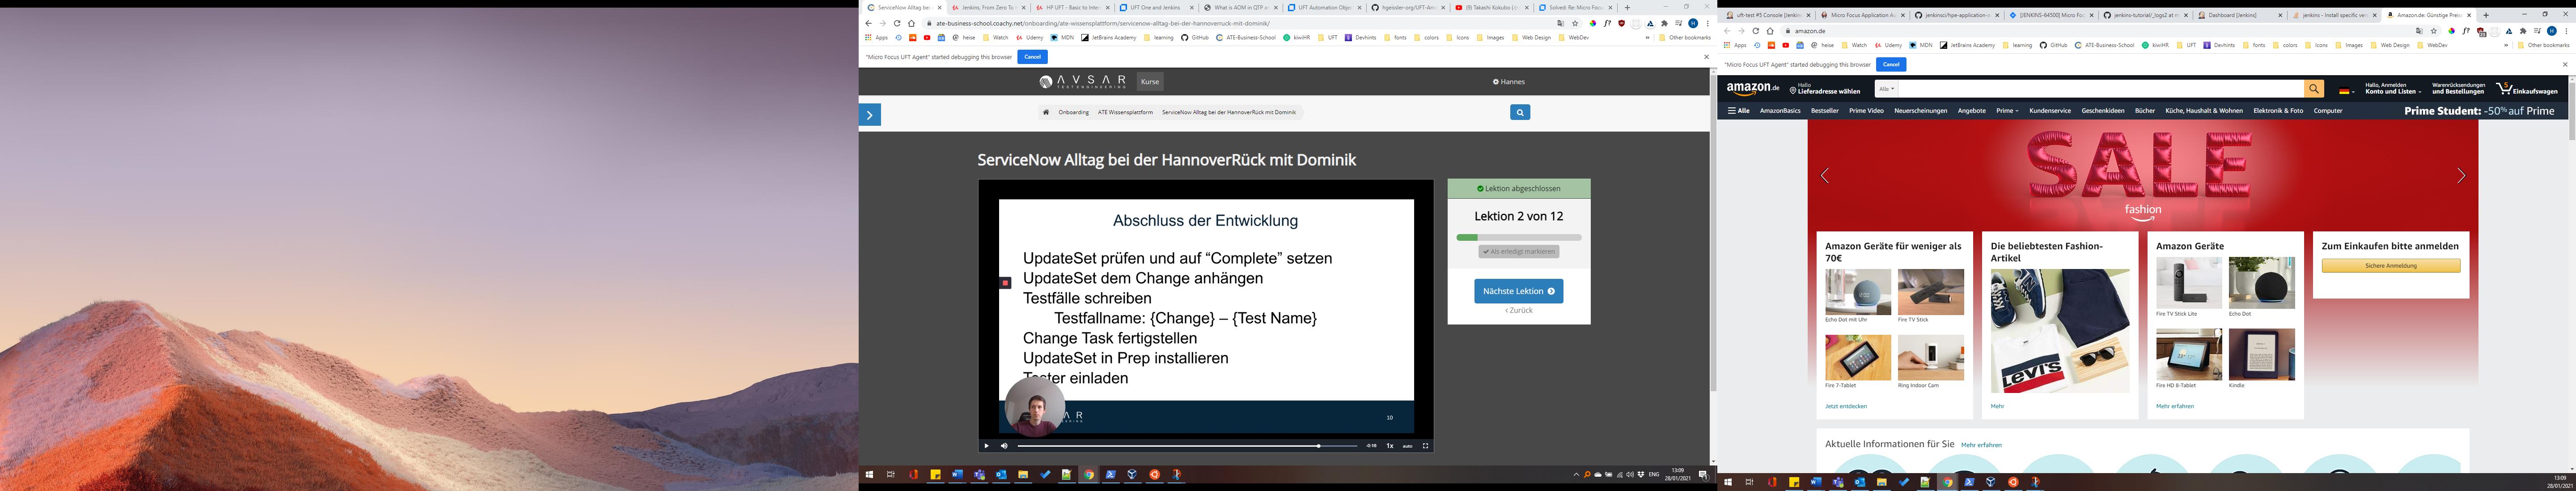 ServiceNow Alltag bei
Jenkins, From Zero To
HP UFT - Basic to Inter
UFT One and Jenkins
What is AOM in QTP a
UFT Automation Objec
hgeissler-org/UFT-Am
(9) Takashi Kokubo
Solved: Re: Micro Focu
ate-business-school.coachy.net/onboarding/ate-wissensplattform/servicenow-alltag-bei-der-hannoverruck-mit-dominik/
Apps
heise
Watch
Udemy
MDN
JetBrains Academy
learning
GitHub
ATE-Business-School
kiwiHR
UFT
Devhints
fonts
colors
Icons
Images
Web Design
WebDev
Other bookmarks
"Micro Focus UFT Agent" started debugging this browser
Cancel
AVSAR
TESTENGINEERING
Kurse
Hannes
Onboarding
ATE Wissensplattform
ServiceNow Alltag bei der HannoverRück mit Dominik
ServiceNow Alltag bei der HannoverRück mit Dominik
Abschluss der Entwicklung
UpdateSet prüfen und auf “Complete” setzen
UpdateSet dem Change anhängen
Testfälle schreiben
Testfallname: {Change} – {Test Name}
Change Task fertigstellen
UpdateSet in Prep installieren
Tester einladen
10
-0:16
1x
auto
Lektion abgeschlossen
Lektion 2 von 12
Als erledigt markieren
Nächste Lektion
Zurück
ENG
13:09
28/01/2021
uft-test #5 Console [Jenkins
Micro Focus Application Au
jenkinsci/hpe-application-a
[JENKINS-64500] Micro Foc
jenkins-tutorial/_logs2 at m
Dashboard [Jenkins]
jenkins - Install specific ver
Amazon.de: Günstige Preise
amazon.de
Apps
heise
Watch
Udemy
MDN
JetBrains Academy
learning
GitHub
ATE-Business-School
kiwiHR
UFT
Devhints
fonts
colors
Icons
Images
Web Design
WebDev
Other bookmarks
"Micro Focus UFT Agent" started debugging this browser
Cancel
amazon.de
Hallo
Lieferadresse wählen
Alle
Hallo, Anmelden
Konto und Listen
Warenrücksendungen
und Bestellungen
Einkaufswagen
Alle
AmazonBasics
Bestseller
Prime Video
Neuerscheinungen
Angebote
Prime
Kundenservice
Geschenkideen
Bücher
Küche, Haushalt & Wohnen
Elektronik & Foto
Computer
Prime Student: -50% auf Prime
SALE
fashion
Amazon Geräte für weniger als
70€
Echo Dot mit Uhr
Fire TV Stick
Fire 7-Tablet
Ring Indoor Cam
Jetzt entdecken
Die beliebtesten Fashion-
Artikel
LEVI'S
Mehr
Amazon Geräte
Fire TV Stick Lite
Echo Dot
Fire HD 8-Tablet
Kindle
Mehr erfahren
Zum Einkaufen bitte anmelden
Sichere Anmeldung
Aktuelle Informationen für Sie
Mehr erfahren
13:09
28/01/2021